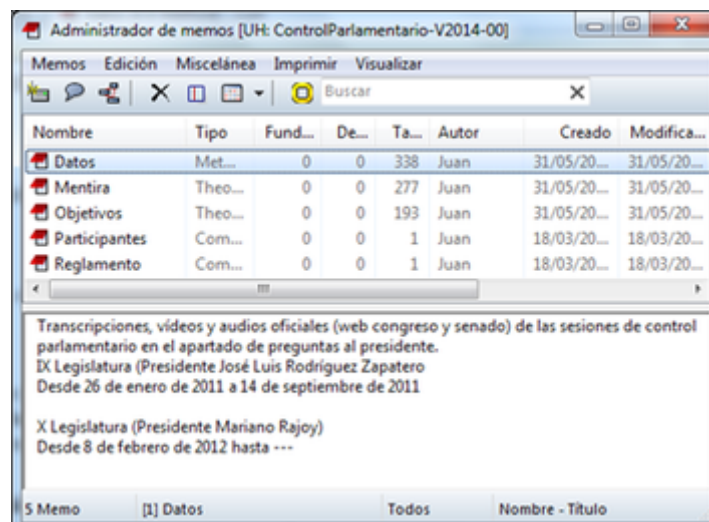 Administrador de memos [UH: ControlParlamentario-V2014-00]
Memos Edición Miscelánea Imprimir Visualizar
Buscar
Nombre Tipo Fund... De... Ta... Autor Creado Modifica...
Datos Met... 0 0 338 Juan 31/05/20... 31/05/20...
Mentira Theo... 0 0 277 Juan 31/05/20... 31/05/20...
Objetivos Theo... 0 0 193 Juan 31/05/20... 31/05/20...
Participantes Com... 0 0 1 Juan 18/03/20... 18/03/20...
Reglamento Com... 0 0 1 Juan 18/03/20... 18/03/20...
Transcripciones, vídeos y audios oficiales (web congreso y senado) de las sesiones de control
parlamentario en el apartado de preguntas al presidente.
IX Legislatura (Presidente José Luis Rodríguez Zapatero
Desde 26 de enero de 2011 a 14 de septiembre de 2011
X Legislatura (Presidente Mariano Rajoy)
Desde 8 de febrero de 2012 hasta ---
5 Memo [1] Datos Todos Nombre - Título